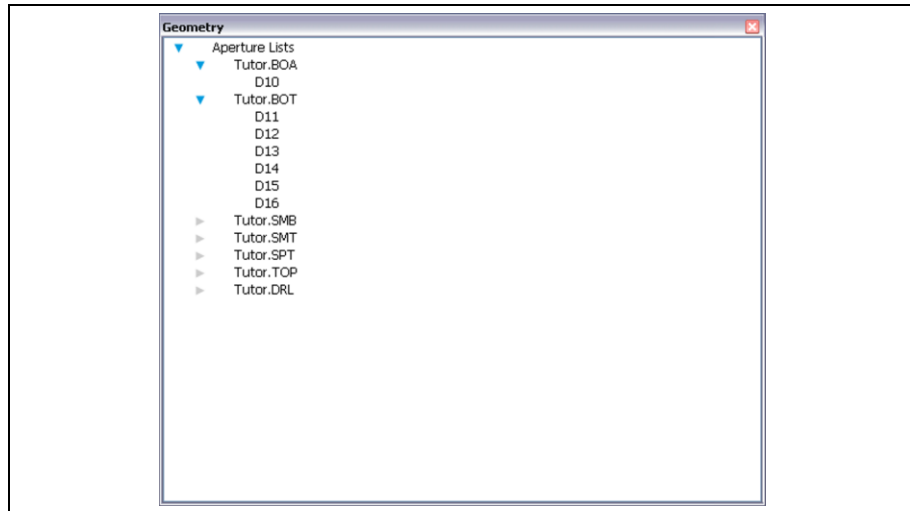 Geometry
Aperture Lists
Tutor.BOA
D10
Tutor.BOT
D11
D12
D13
D14
D15
D16
Tutor.SMB
Tutor.SMT
Tutor.SPT
Tutor.TOP
Tutor.DRL